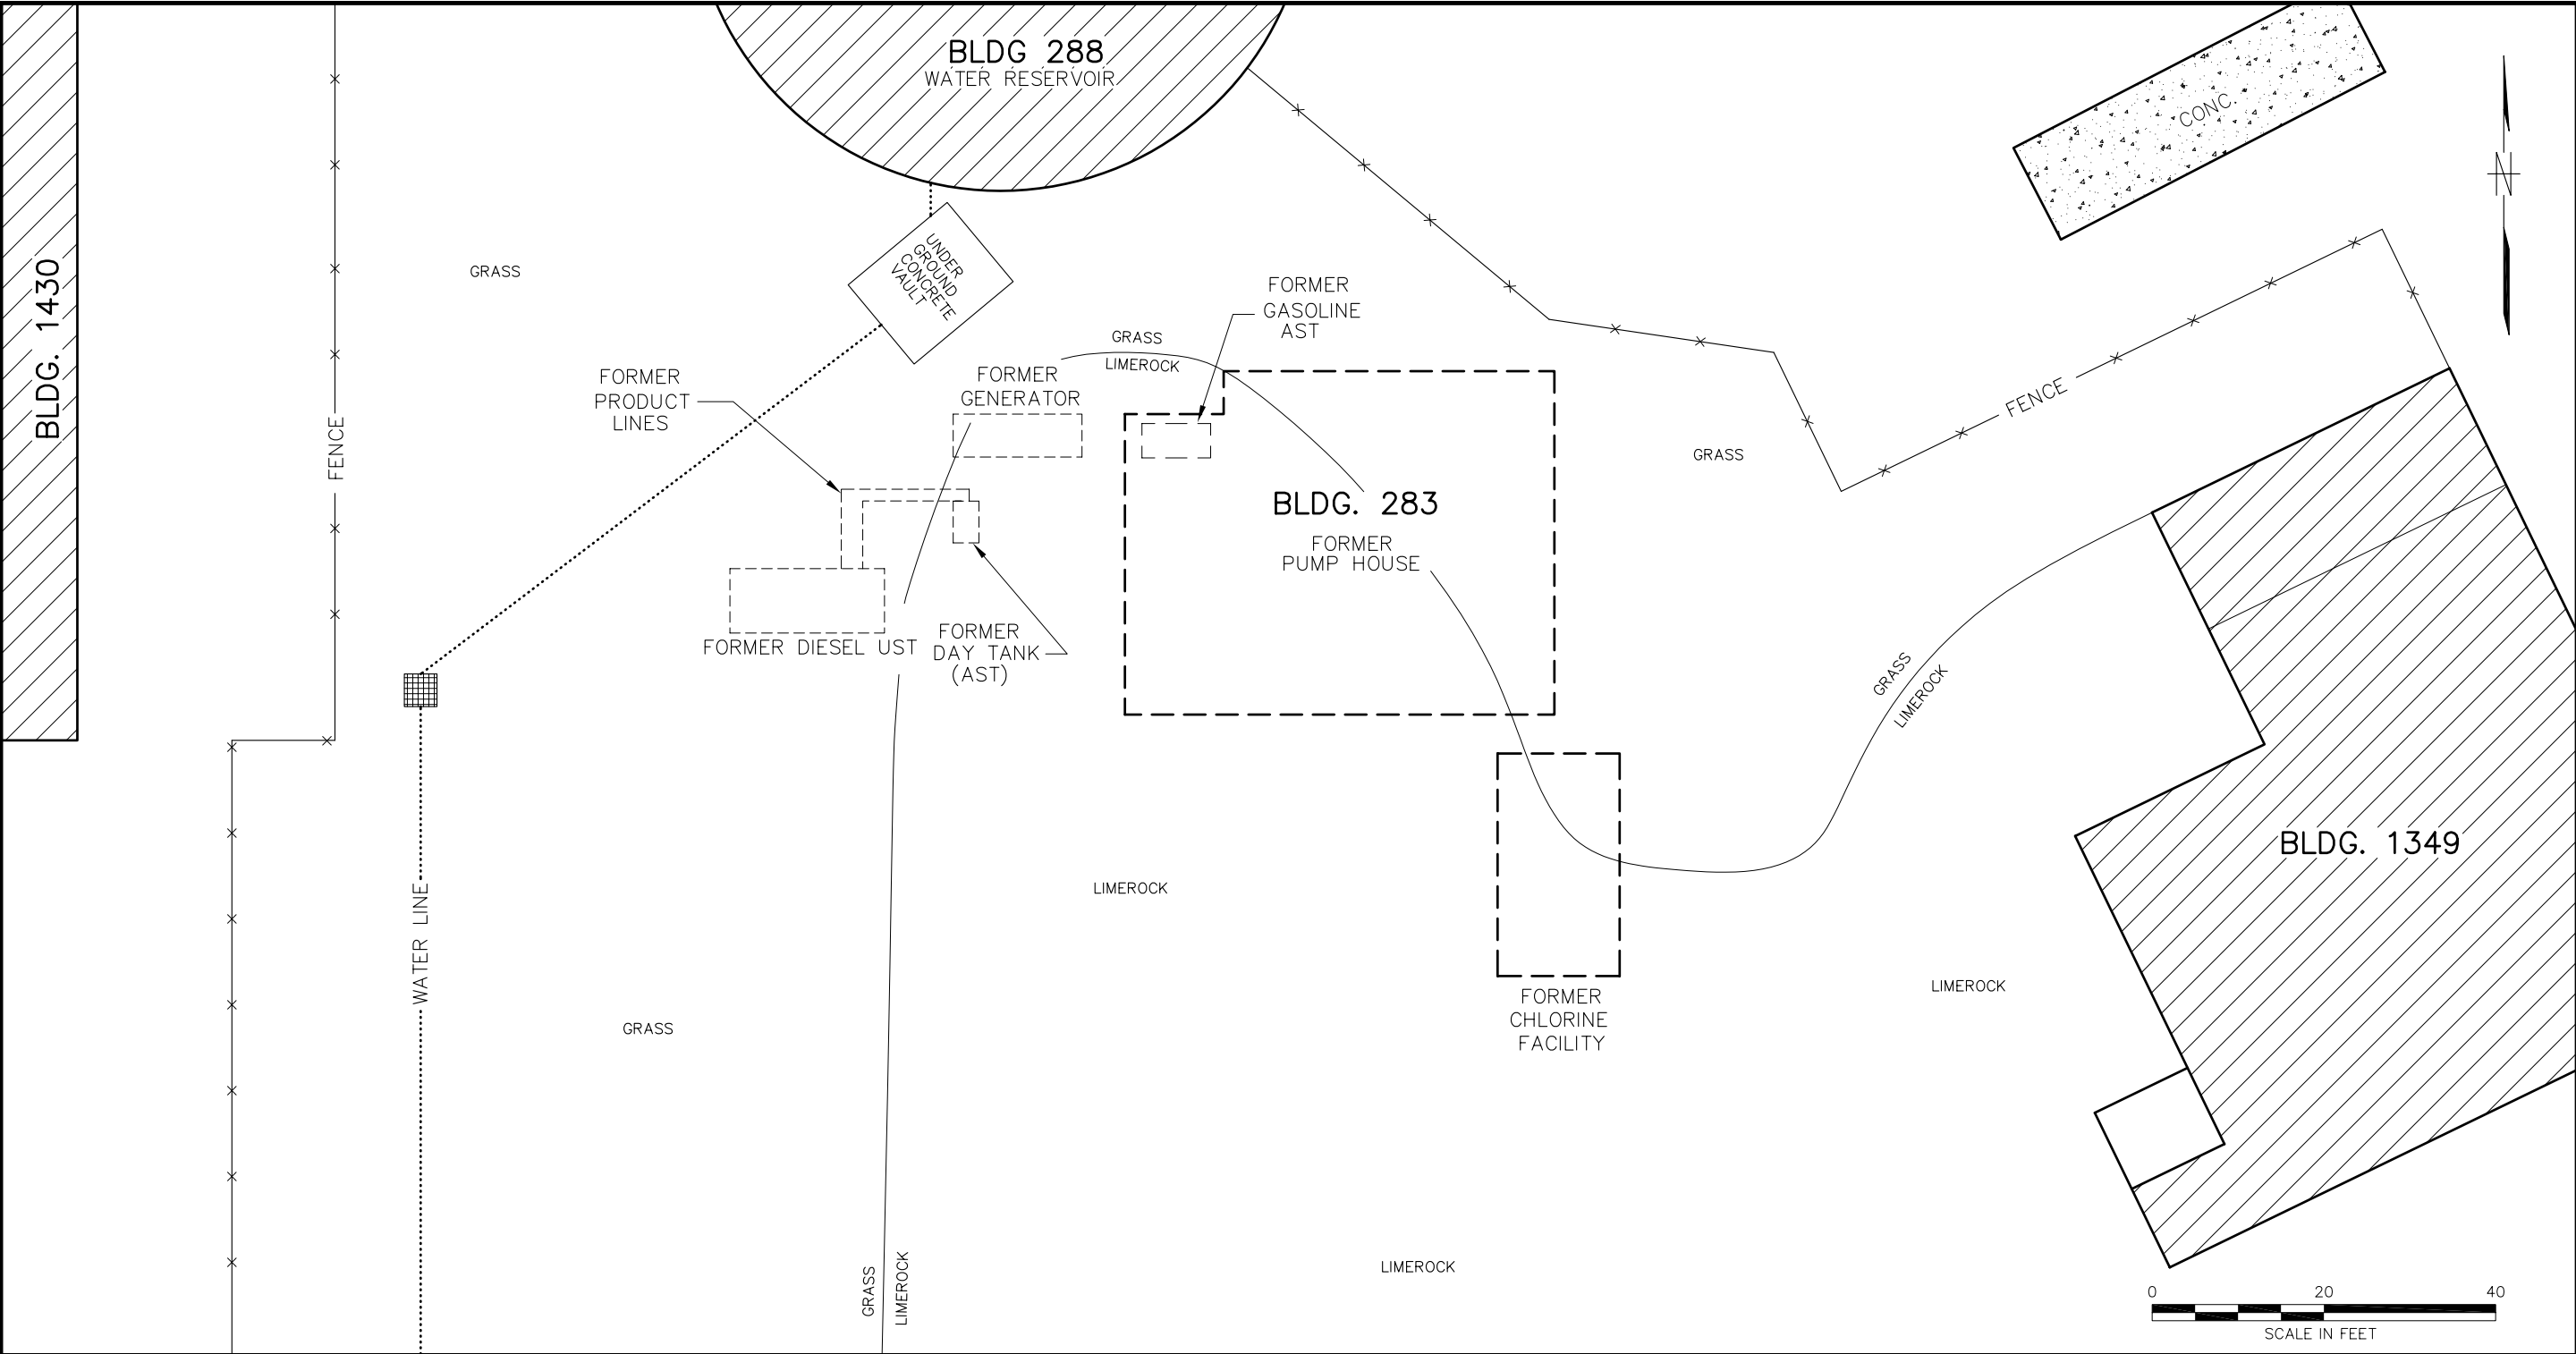 BLDG 288
WATER RESERVOIR
CONC.
N
BLDG. 1430
GRASS
UNDER
GROUND
CONCRETE
VAULT
FORMER
GASOLINE
AST
GRASS
LIMEROCK
FORMER
PRODUCT
LINES
FORMER
GENERATOR
FENCE
FENCE
GRASS
BLDG. 283
FORMER
PUMP HOUSE
FORMER DIESEL UST
FORMER
DAY TANK
(AST)
GRASS
LIMEROCK
BLDG. 1349
WATER LINE
LIMEROCK
LIMEROCK
FORMER
CHLORINE
FACILITY
GRASS
GRASS
LIMEROCK
LIMEROCK
0 20 40
SCALE IN FEET